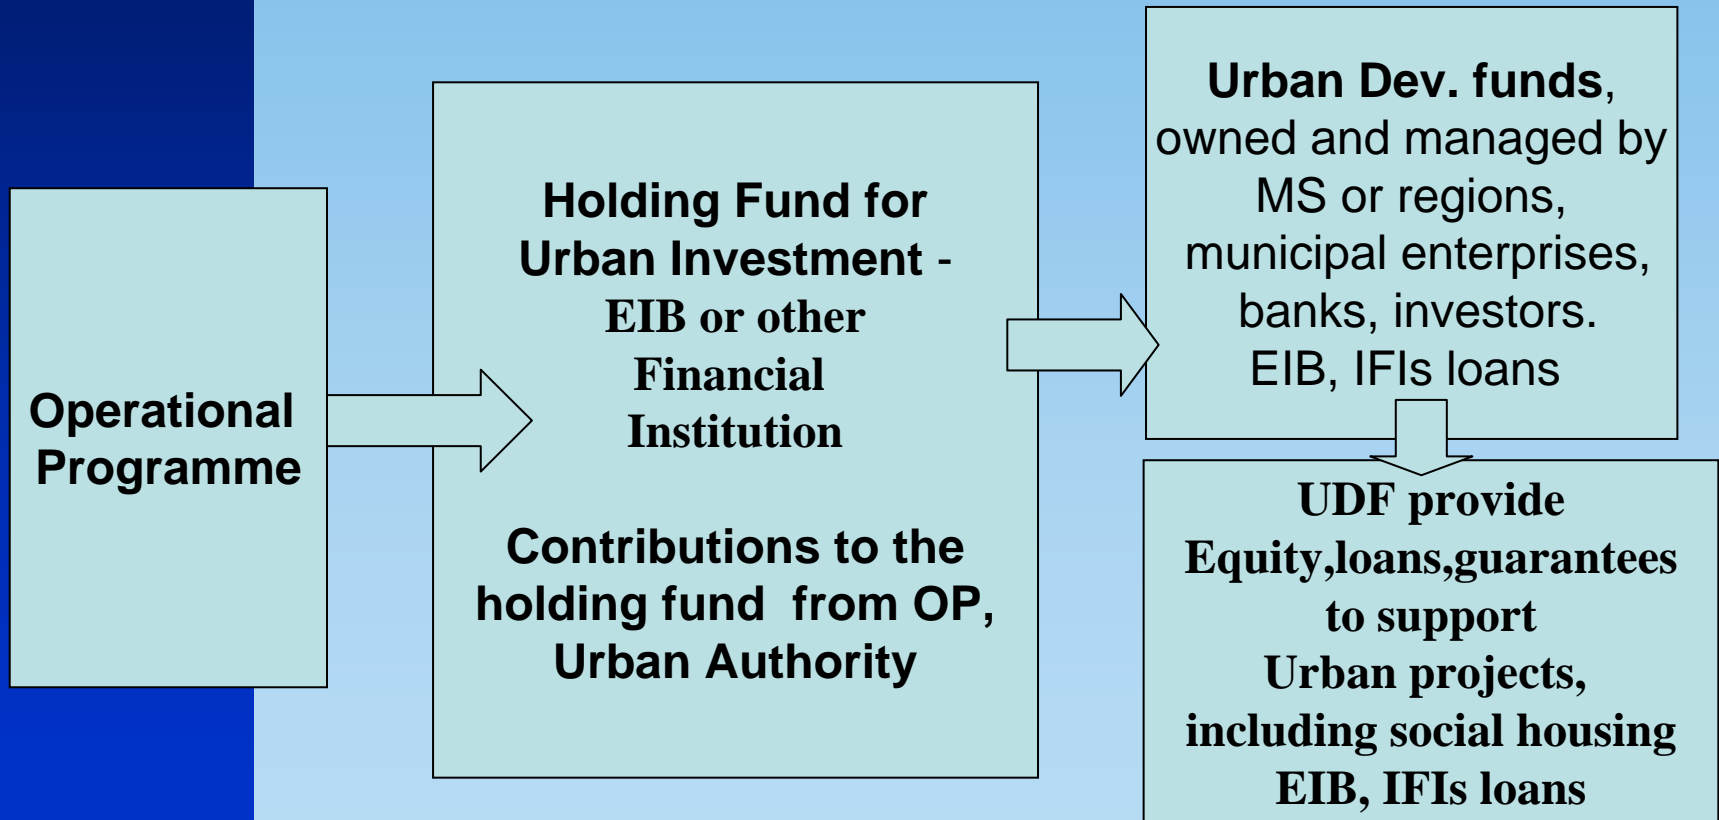 Operational
Programme
Holding Fund for
Urban Investment -
EIB or other
Financial
Institution
Contributions to the
holding fund from OP,
Urban Authority
Urban Dev. funds,
owned and managed by
MS or regions,
municipal enterprises,
banks, investors.
EIB, IFIs loans
UDF provide
Equity,loans,guarantees
to support
Urban projects,
including social housing
EIB, IFIs loans